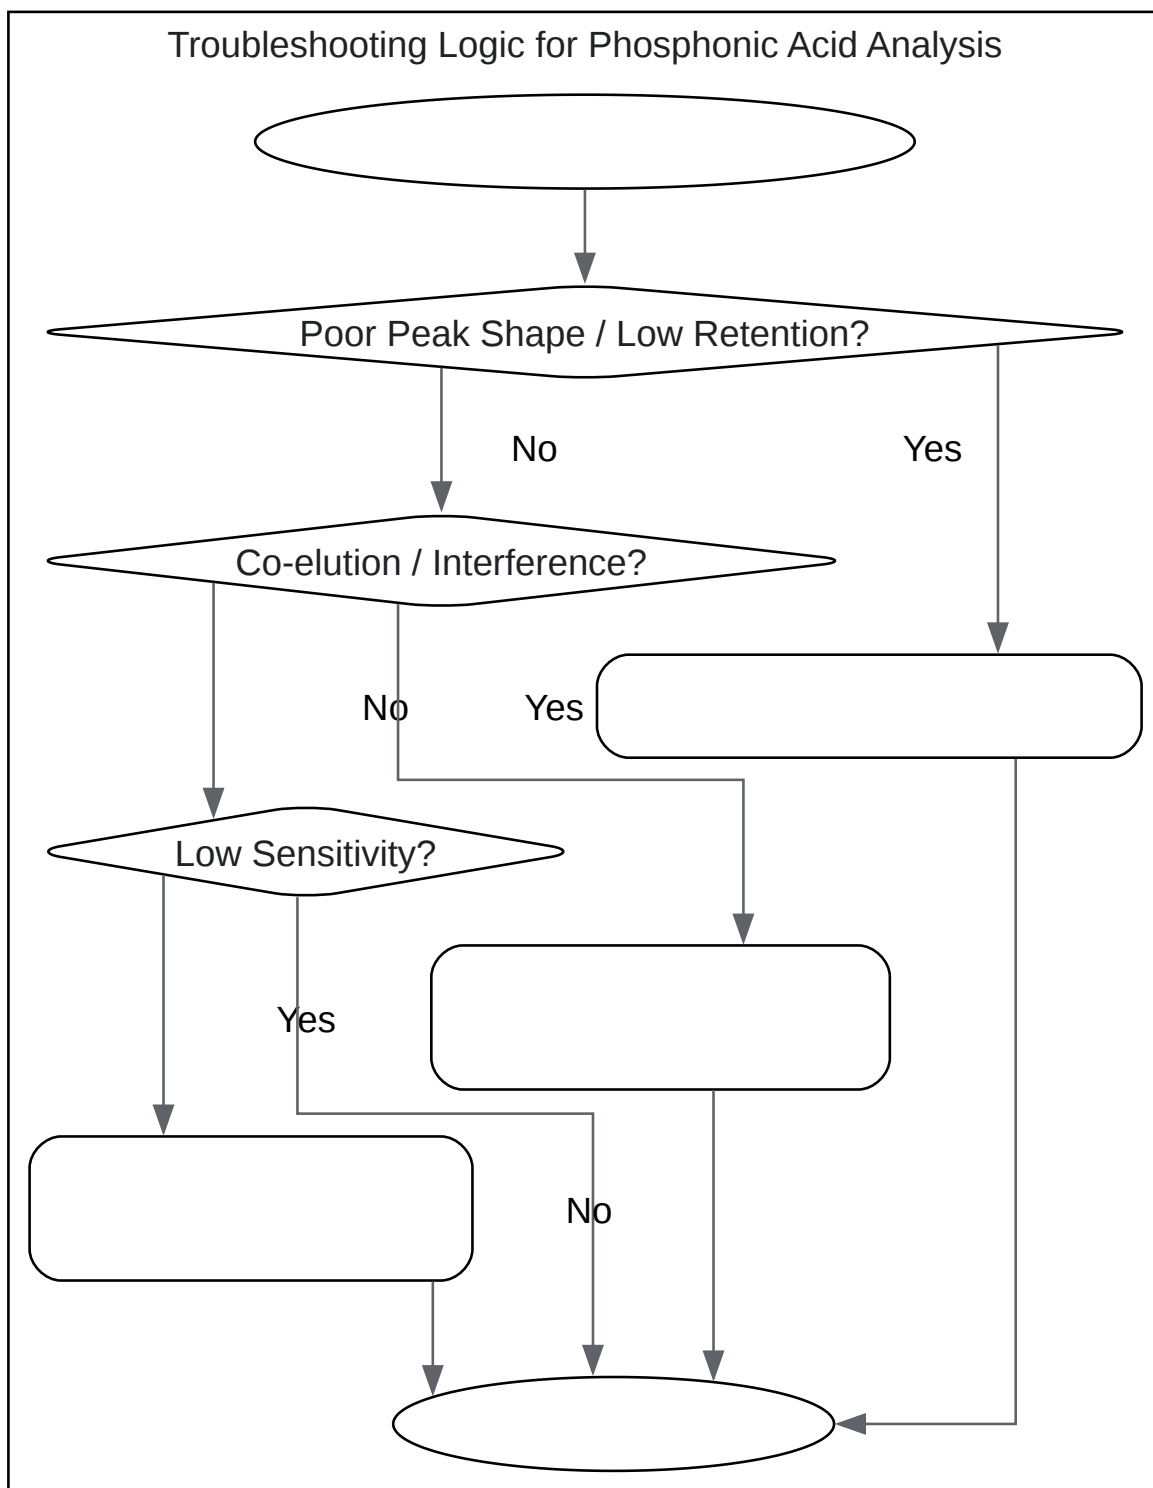 Troubleshooting Logic for Phosphonic Acid Analysis
Poor Peak Shape / Low Retention?
No
Yes
Co-elution / Interference?
No
Yes
Low Sensitivity?
Yes
No